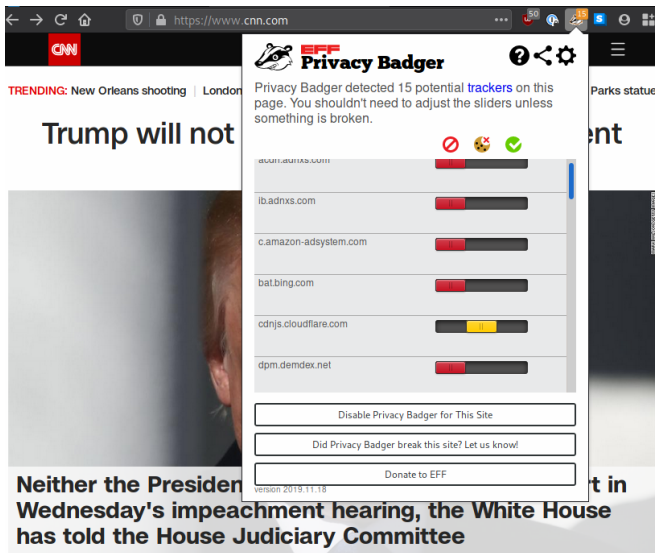 https://www.cnn.com
50
15
S
CNN
EFF
Privacy Badger
TRENDING: New Orleans shooting | London
Parks statue
Privacy Badger detected 15 potential trackers on this
page. You shouldn't need to adjust the sliders unless
something is broken.
Trump will not
ent
acdn.adnxs.com
ib.adnxs.com
c.amazon-adsystem.com
bat.bing.com
cdnjs.cloudflare.com
dpm.demdex.net
Disable Privacy Badger for This Site
Did Privacy Badger break this site? Let us know!
Donate to EFF
version 2019.11.18
Neither the Presiden
rt in
Wednesday's impeachment hearing, the White House
has told the House Judiciary Committee